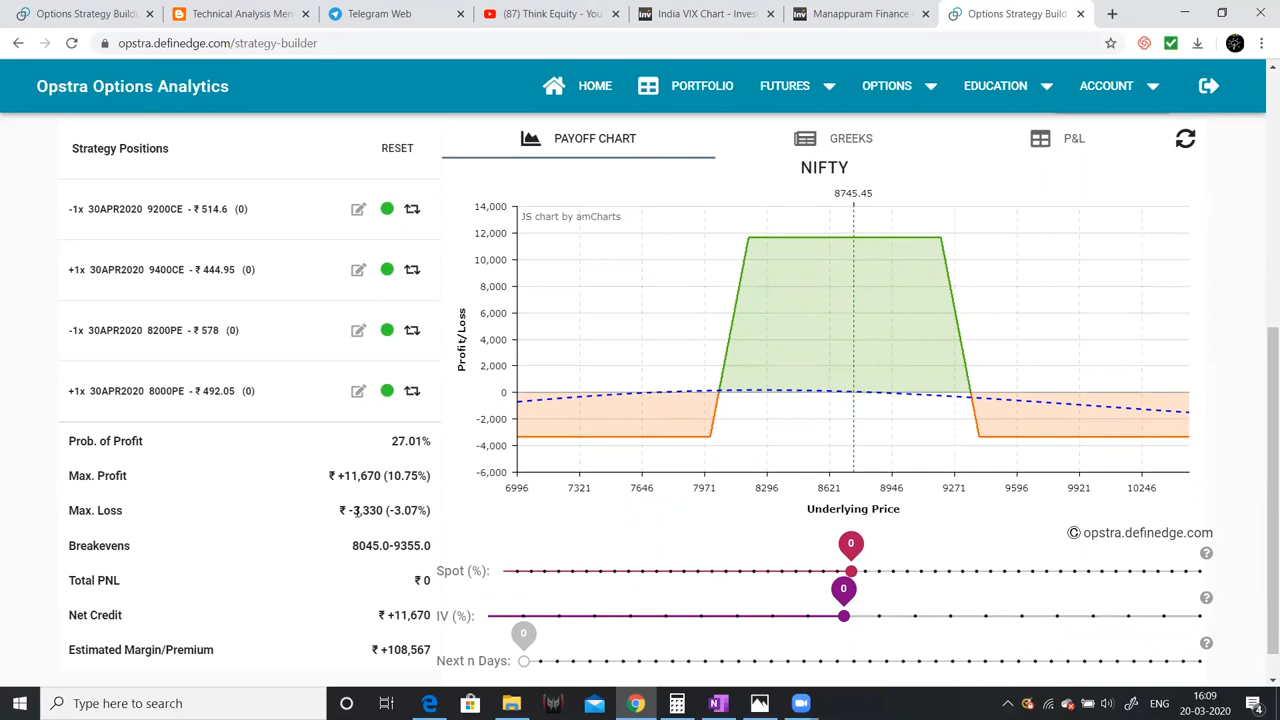 Options Strategy Build
Technical Analysis Men
Telegram Web
(87) Think Equity - You
India VIX Chart - Invest
Manappuram Finance
Options Strategy Build
opstra.definedge.com/strategy-builder
Opstra Options Analytics
HOME
PORTFOLIO
FUTURES
OPTIONS
EDUCATION
ACCOUNT
Strategy Positions
RESET
-1x 30APR2020 9200CE - ₹ 514.6 (0)
+1x 30APR2020 9400CE - ₹ 444.95 (0)
-1x 30APR2020 8200PE - ₹ 578 (0)
+1x 30APR2020 8000PE - ₹ 492.05 (0)
Prob. of Profit 27.01%
Max. Profit ₹ +11,670 (10.75%)
Max. Loss ₹ -3,330 (-3.07%)
Breakevens 8045.0-9355.0
Total PNL ₹ 0
Net Credit ₹ +11,670
Estimated Margin/Premium ₹ +108,567
PAYOFF CHART
GREEKS
P&L
NIFTY
8745.45
JS chart by amCharts
14,000
12,000
10,000
8,000
6,000
4,000
2,000
0
-2,000
-4,000
-6,000
Profit/Loss
6996 7321 7646 7971 8296 8621 8946 9271 9596 9921 10246
Underlying Price
© opstra.definedge.com
0
Spot (%):
0
IV (%):
0
Next n Days:
Type here to search
ENG
16:09
20-03-2020
4